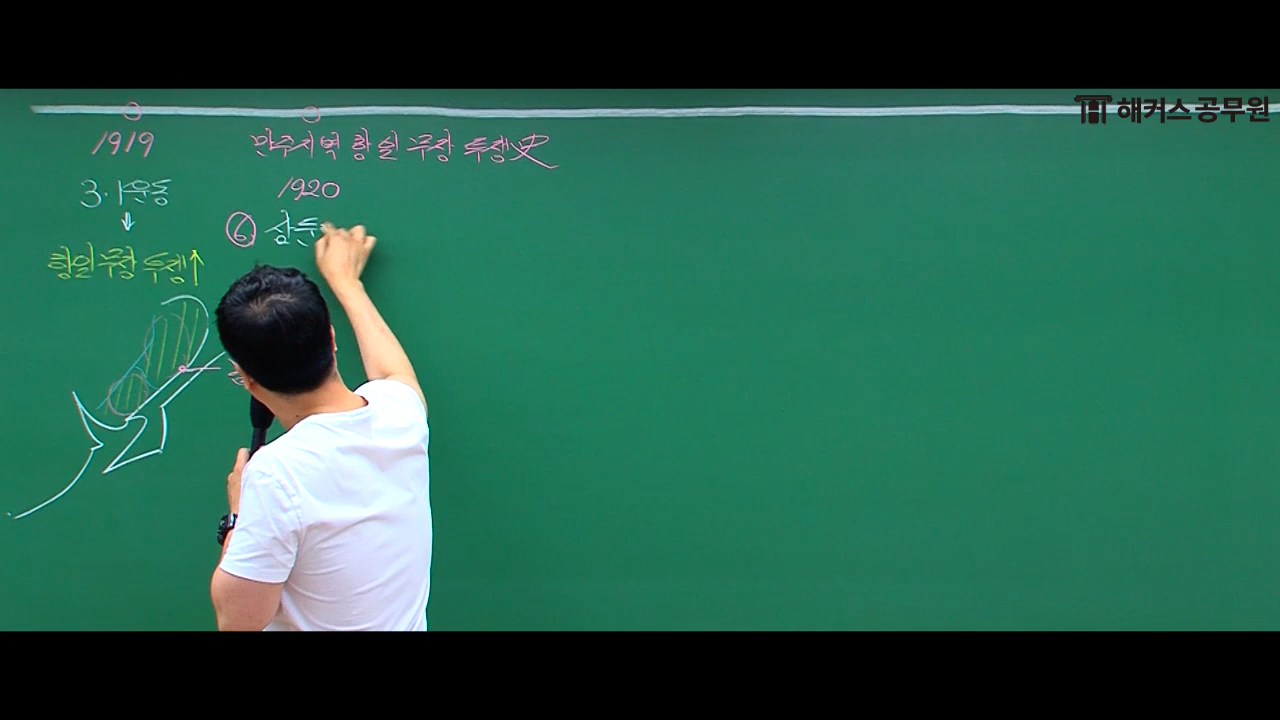 해커스공무원
1919
3.1운동
↓
항일 무장 투쟁↑
만주지역 항일 무장 투쟁史
1920
⑥ 삼둔